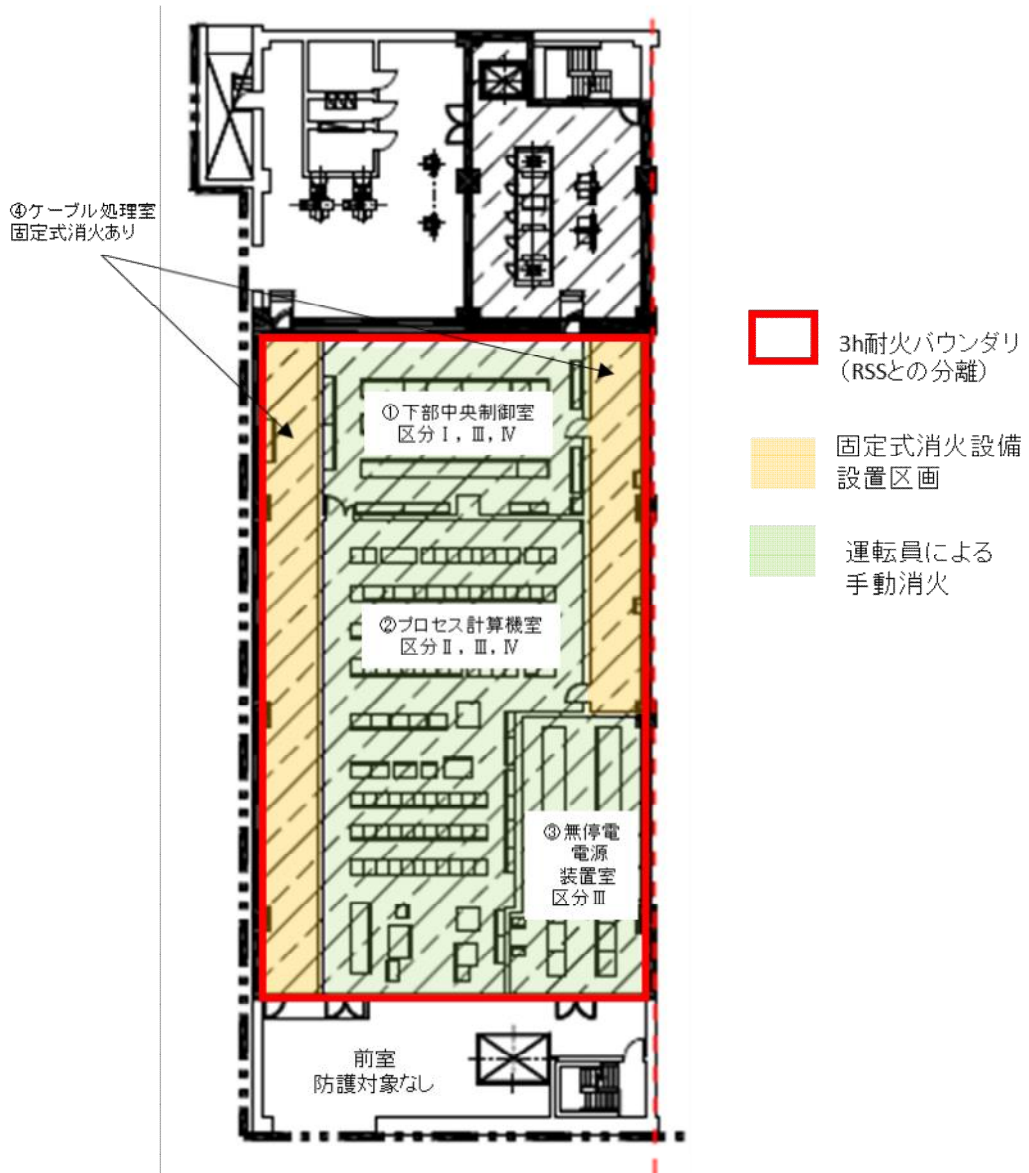 ④ケーブル処理室
固定式消火あり
①下部中央制御室
区分Ⅰ，Ⅲ，Ⅳ
②プロセス計算機室
区分Ⅱ，Ⅲ，Ⅳ
③無停電
電源
装置室
区分Ⅲ
前室
防護対象なし
3h耐火バウンダリ
（RSSとの分離）
固定式消火設備
設置区画
運転員による
手動消火